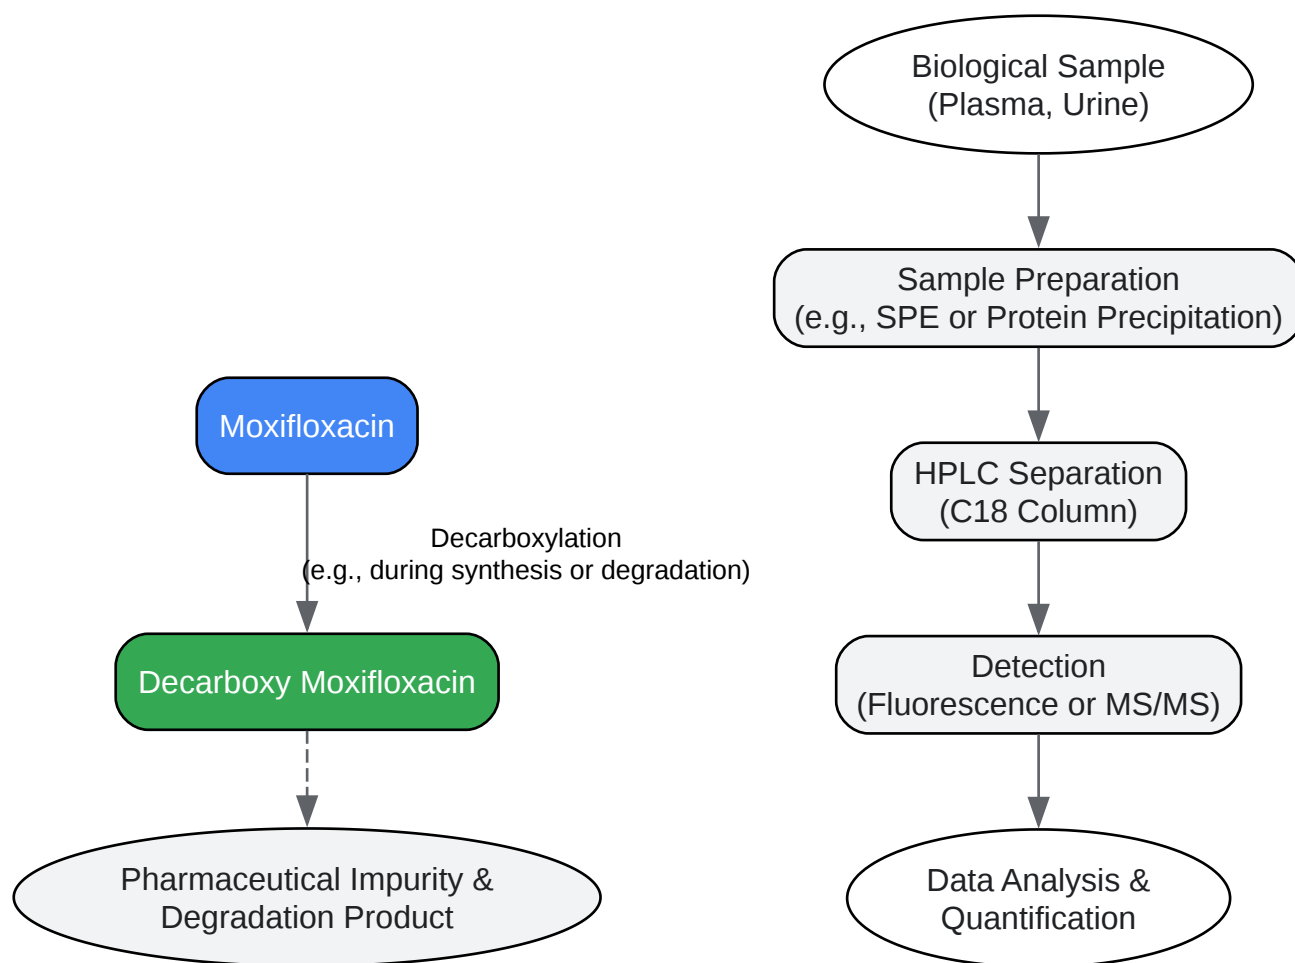 Moxifloxacin
Decarboxylation
(e.g., during synthesis or degradation)
Decarboxy Moxifloxacin
Pharmaceutical Impurity &
Degradation Product
Biological Sample
(Plasma, Urine)
Sample Preparation
(e.g., SPE or Protein Precipitation)
HPLC Separation
(C18 Column)
Detection
(Fluorescence or MS/MS)
Data Analysis &
Quantification